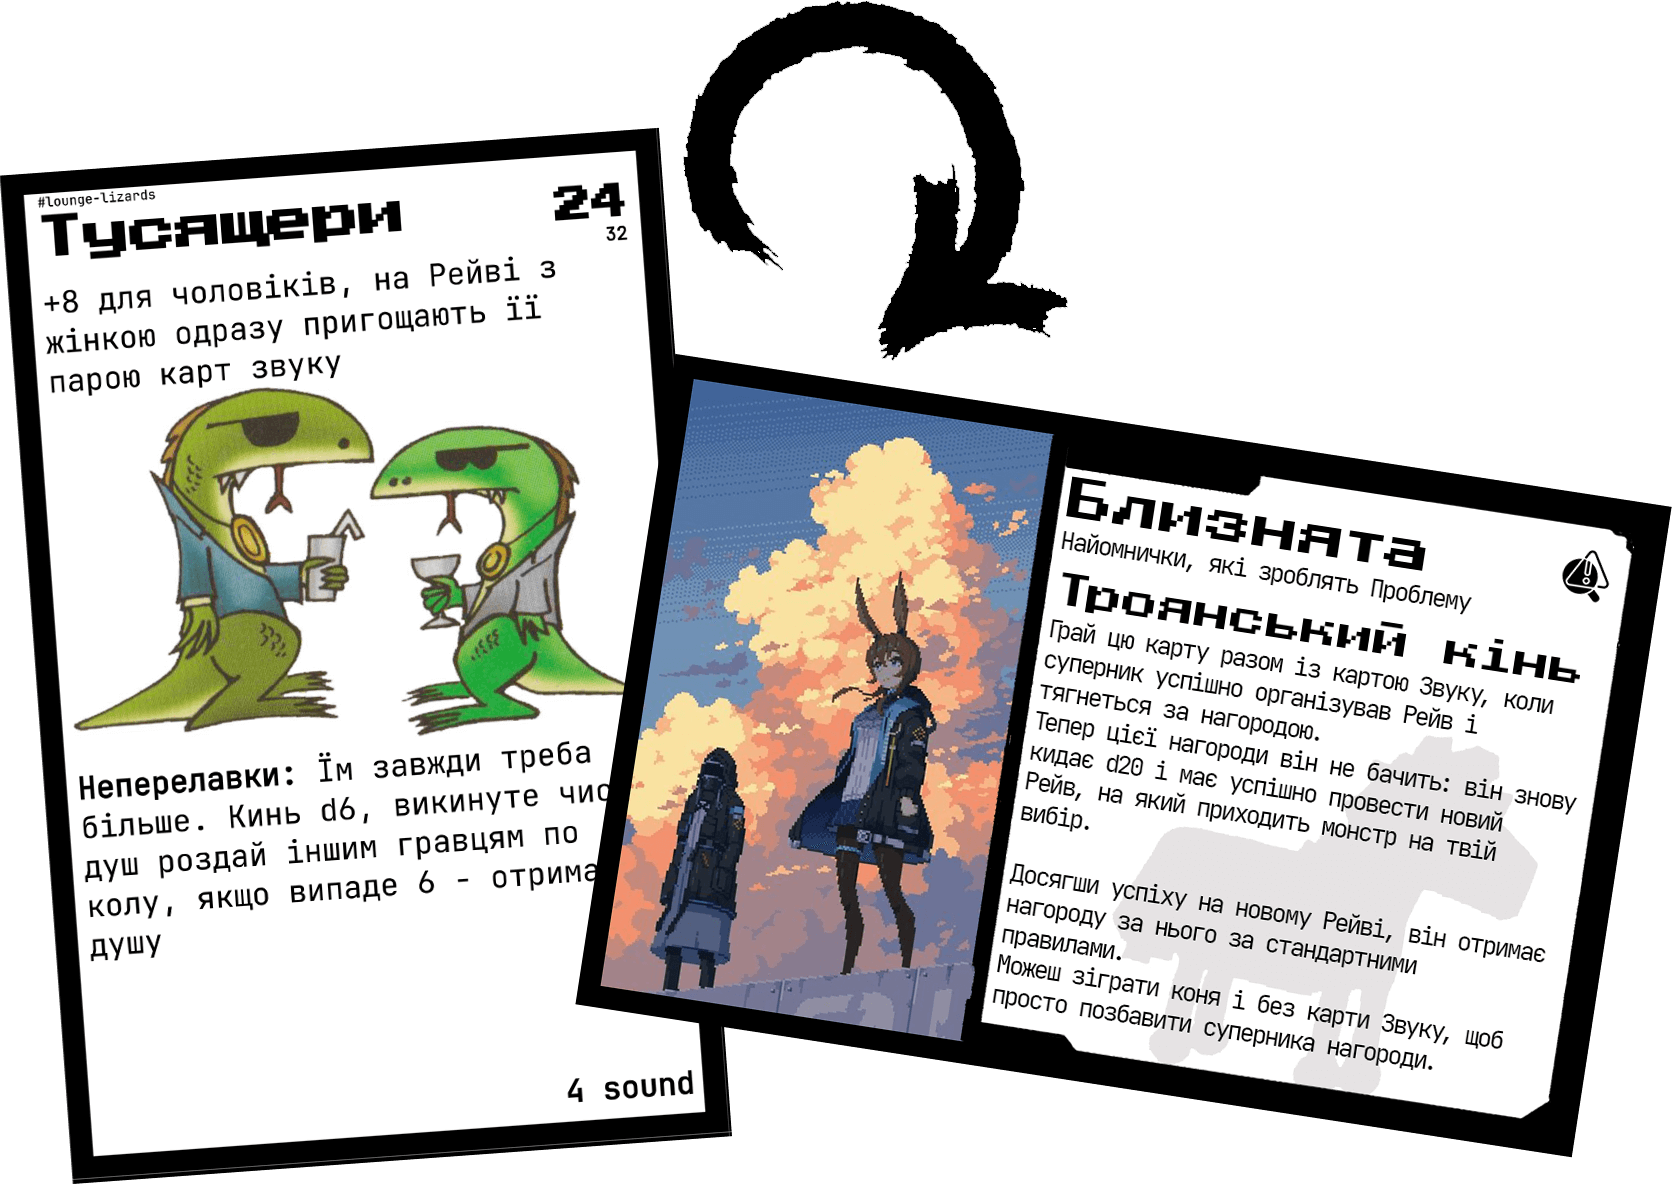 #lounge-lizards
Тусащери
24
32
+8 для чоловіків, на Рейві з
жінкою одразу пригощають її
парою карт звуку
Неперелавки: Їм завжди треба
більше. Кинь d6, викинуте
душ роздай іншим гравцям по
колу, якщо випаде 6 -
душу
4 sound
Близнята
Найомнички, які зроблять Проблему
Троянський кінь
Грай цю карту разом із картою Звуку, коли
суперник успішно організував Рейв і
тягнеться за нагородою.
Тепер цієї нагороди він не бачить: він знову
кидає d20 і має успішно провести новий
Рейв, на який приходить монстр на твій
вибір.
Досягши успіху на новому Рейві, він отримає
нагороду за нього за стандартними
правилами.
Можеш зіграти коня і без карти Звуку, щоб
просто позбавити суперника нагороди.